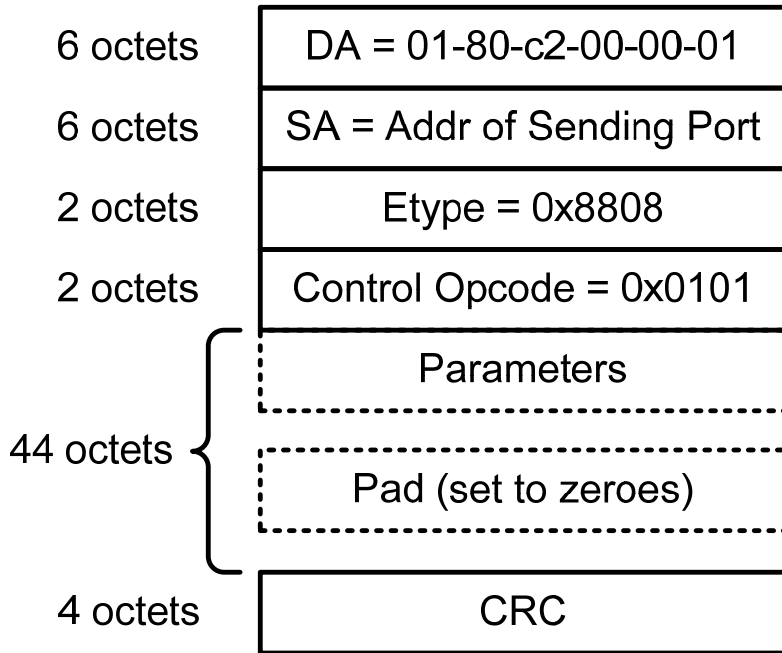 6 octets DA = 01-80-c2-00-00-01
6 octets SA = Addr of Sending Port
2 octets Etype = 0x8808
2 octets Control Opcode = 0x0101
Parameters
44 octets
Pad (set to zeroes)
4 octets CRC